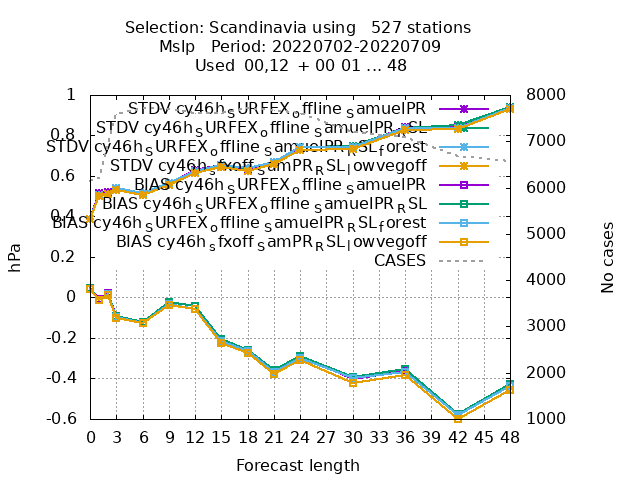 Selection: Scandinavia using   527 stations
Mslp   Period: 20220702-20220709
Used  00,12  + 00 01 ... 48
STDV cy46h_SURFEX_offline_samuelPR
STDV cy46h_SURFEX_offline_samuelPR_RSL
STDV cy46h_SURFEX_offline_samuelPR_RSL_forest
STDV cy46h_sfxoff_samPR_RSL_lowvegoff
BIAS cy46h_SURFEX_offline_samuelPR
BIAS cy46h_SURFEX_offline_samuelPR_RSL
BIAS cy46h_SURFEX_offline_samuelPR_RSL_forest
BIAS cy46h_sfxoff_samPR_RSL_lowvegoff
CASES
hPa
1
0.8
0.6
0.4
0.2
0
-0.2
-0.4
-0.6
No cases
8000
7000
6000
5000
4000
3000
2000
1000
0 3 6 9 12 15 18 21 24 27 30 33 36 39 42 45 48
Forecast length